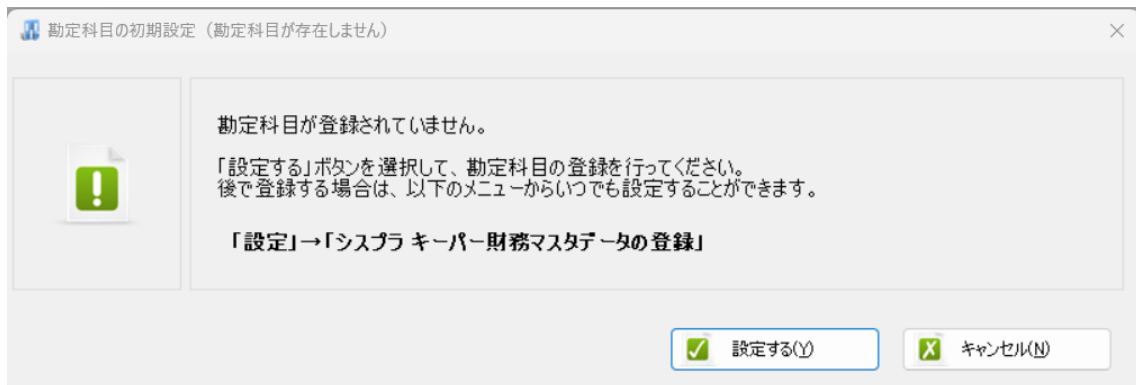 勘定科目の初期設定（勘定科目が存在しません）
勘定科目が登録されていません。
「設定する」ボタンを選択して、勘定科目の登録を行ってください。
後で登録する場合は、以下のメニューからいつでも設定することができます。
「設定」→「シスプラ キーパー財務マスタデータの登録」
設定する(Y)
キャンセル(N)